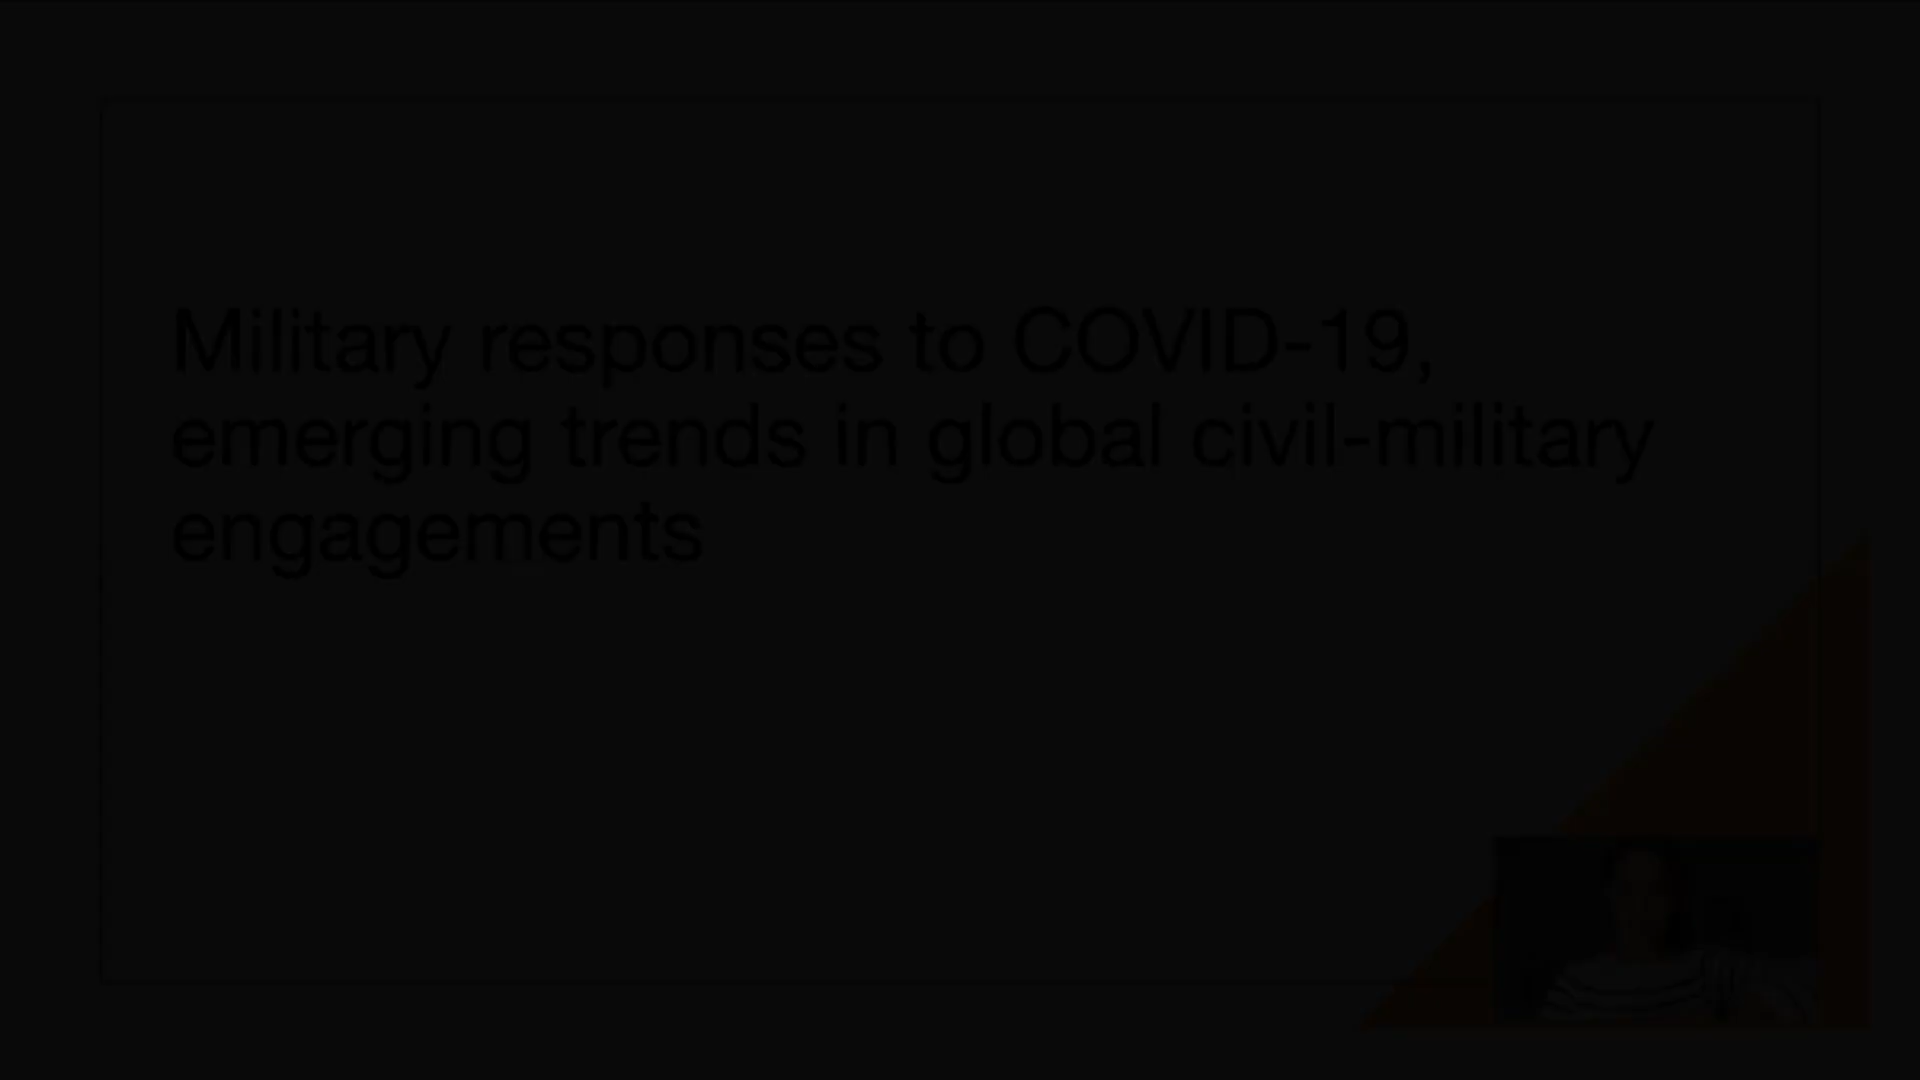 Military responses to COVID-19,
emerging trends in global civil-military
engagements